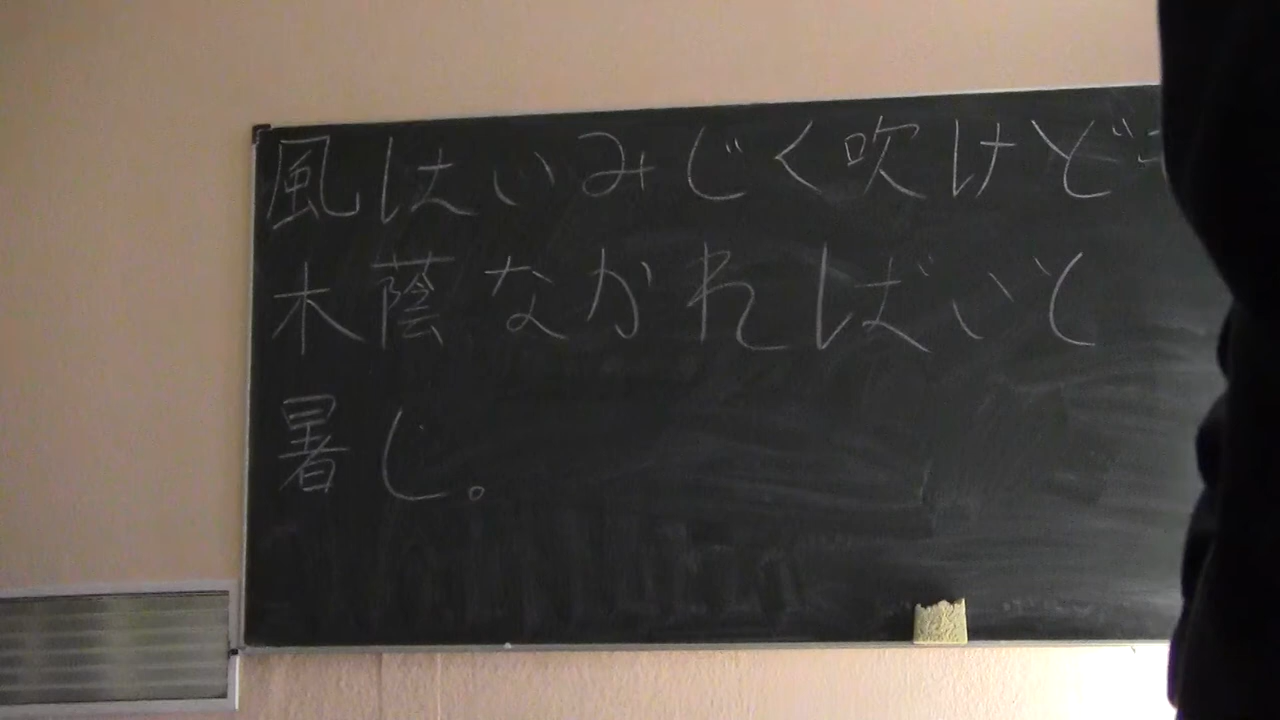 風はいみじく吹けど
木蔭なかればいと
暑し。